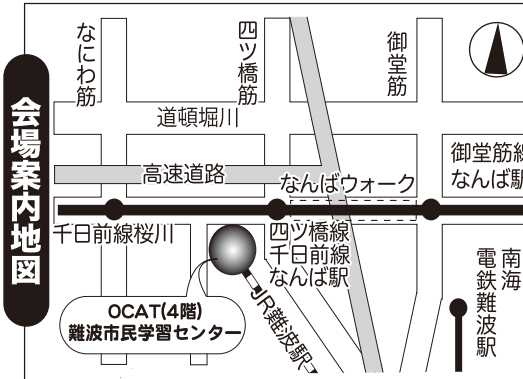 会場案内地図
なにわ筋
四ツ橋筋
御堂筋
道頓堀川
高速道路
なんばウォーク
御堂筋線
なんば駅
千日前線桜川
四ツ橋線
千日前線
なんば駅
南海
電鉄難波駅
OCAT(4階)
難波市民学習センター
JR難波駅